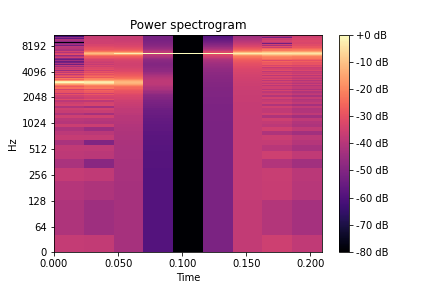 Power spectrogram
8192
4096
2048
1024
512
256
128
64
0
Hz
0.000 0.050 0.100 0.150 0.200
Time
+0 dB
-10 dB
-20 dB
-30 dB
-40 dB
-50 dB
-60 dB
-70 dB
-80 dB